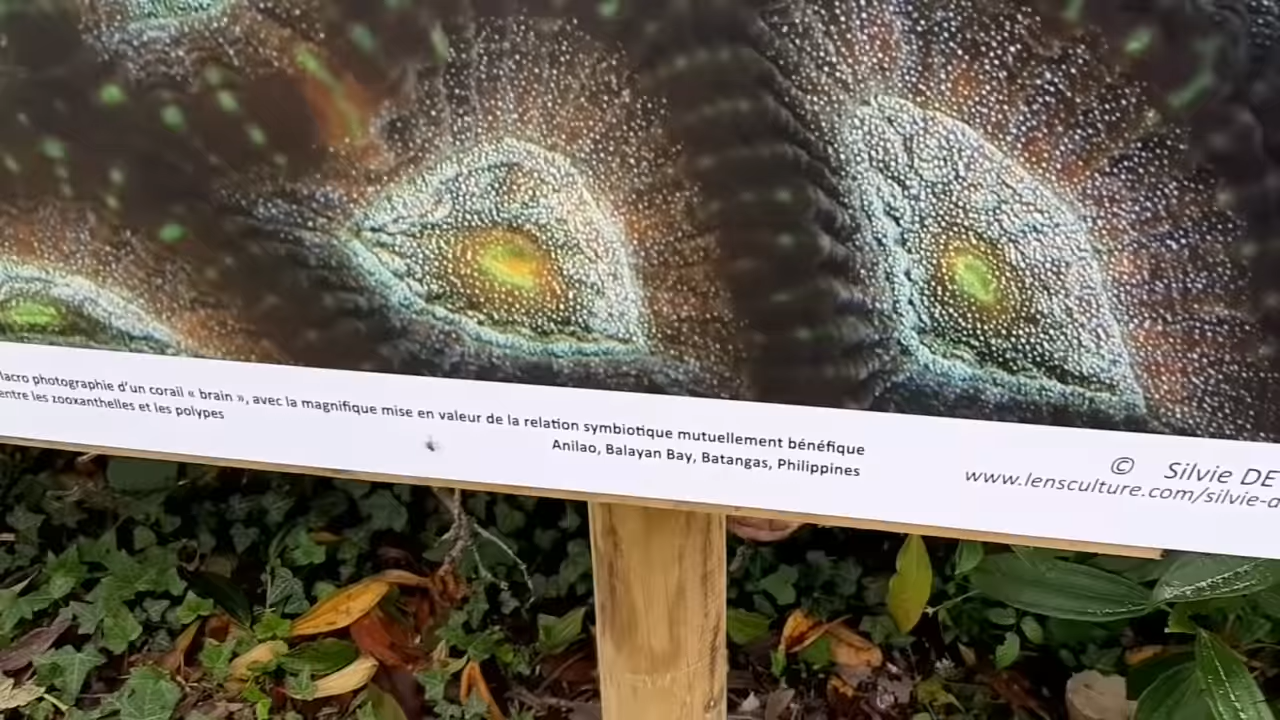 acro photographie d'un corail « brain », avec la magnifique mise en valeur de la relation symbiotique mutuellement bénéfique
entre les zooxanthelles et les polypes
Anilao, Balayan Bay, Batangas, Philippines
© Silvie DE
www.lensculture.com/silvie-d